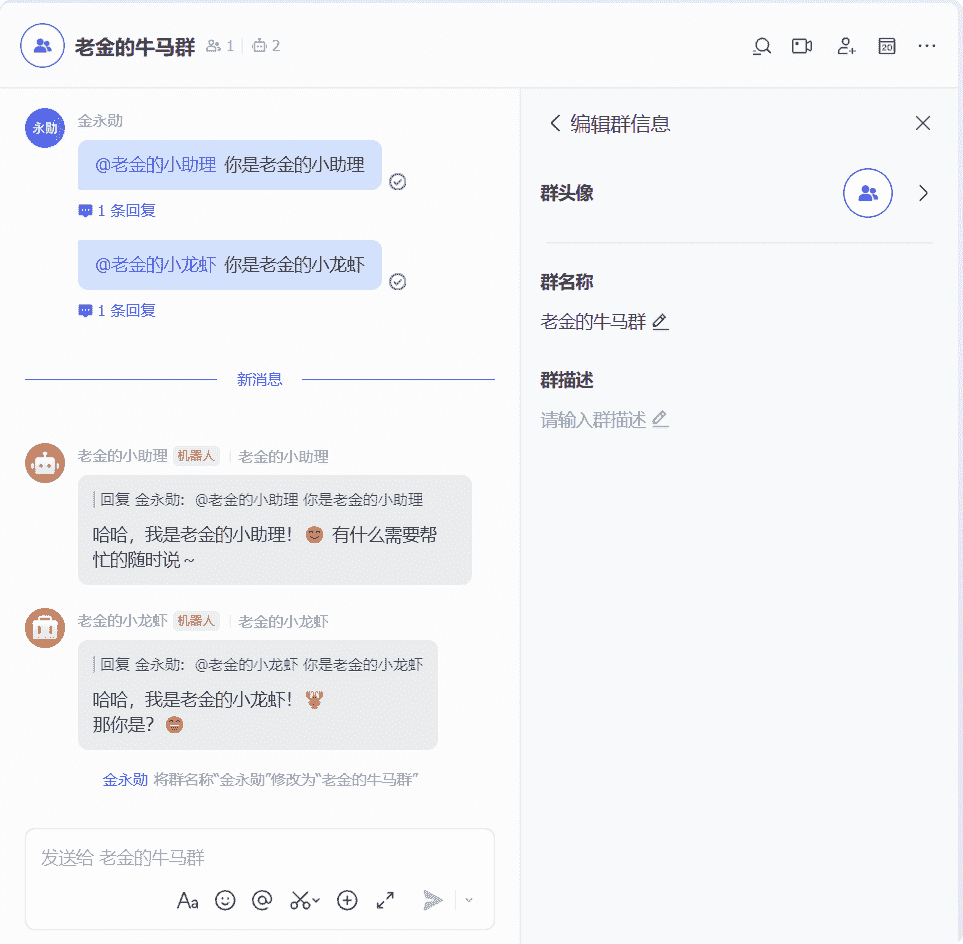 老金的牛马群 1 2
20
永勋
金永勋
@老金的小助理 你是老金的小助理
1 条回复
@老金的小龙虾 你是老金的小龙虾
1 条回复
新消息
老金的小助理 机器人 老金的小助理
回复 金永勋: @老金的小助理 你是老金的小助理
哈哈，我是老金的小助理！ 😊 有什么需要帮
忙的随时说～
老金的小龙虾 机器人 老金的小龙虾
回复 金永勋: @老金的小龙虾 你是老金的小龙虾
哈哈，我是老金的小龙虾！ 🦞
那你是？ 😄
金永勋 将群名称“金永勋”修改为“老金的牛马群”
发送给 老金的牛马群
Aa
编辑群信息
群头像
群名称
老金的牛马群
群描述
请输入群描述